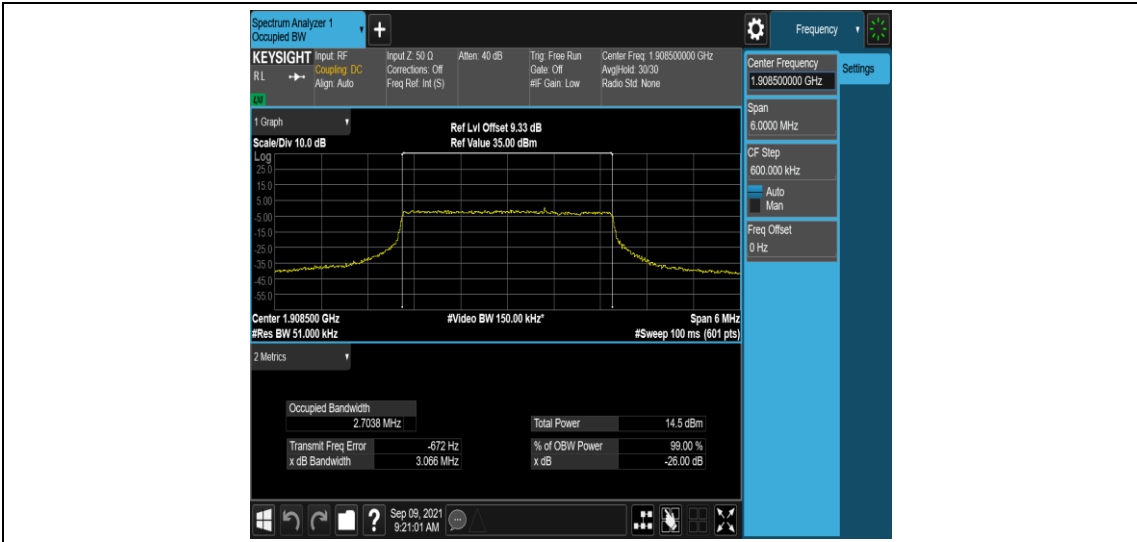 Spectrum Analyzer 1
Occupied BW
+
Frequency
KEYSIGHT
RL
LXI
Input: RF
Coupling: DC
Align: Auto
Input Z: 50 Ω
Corrections: Off
Freq Ref: Int (S)
Atten: 40 dB
Trig: Free Run
Gate: Off
#IF Gain: Low
Center Freq: 1.908500000 GHz
Avg|Hold: 30/30
Radio Std: None
Center Frequency
1.908500000 GHz
Settings
Span
6.0000 MHz
CF Step
600.000 kHz
Auto
Man
Freq Offset
0 Hz
1 Graph
Scale/Div 10.0 dB
Ref Lvl Offset 9.33 dB
Ref Value 35.00 dBm
Log
25.0
15.0
5.00
-5.00
-15.0
-25.0
-35.0
-45.0
-55.0
Center 1.908500 GHz
#Video BW 150.00 kHz*
Span 6 MHz
#Res BW 51.000 kHz
#Sweep 100 ms (601 pts)
2 Metrics
Occupied Bandwidth
2.7038 MHz
Total Power 14.5 dBm
Transmit Freq Error -672 Hz
% of OBW Power 99.00 %
x dB Bandwidth 3.066 MHz
x dB -26.00 dB
?
Sep 09, 2021
9:21:01 AM